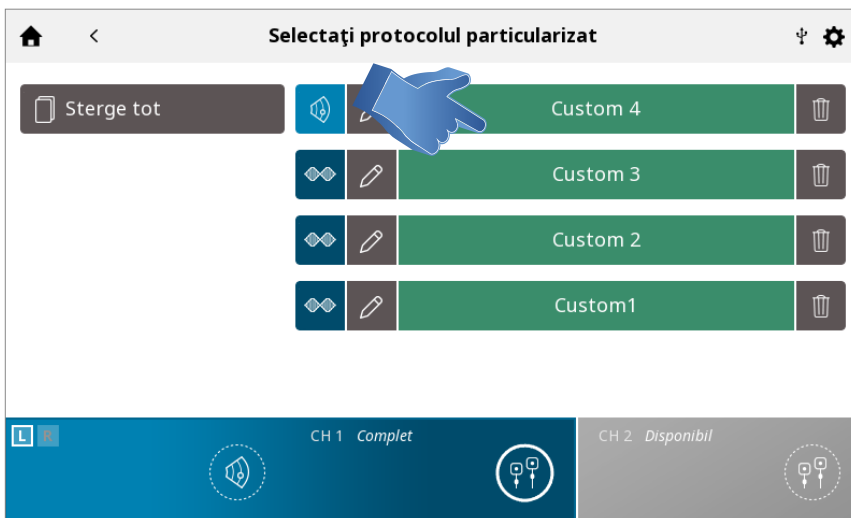 Selectaţi protocolul particularizat
Sterge tot
Custom 4
Custom 3
Custom 2
Custom1
L R
CH 1 Complet
CH 2 Disponibil